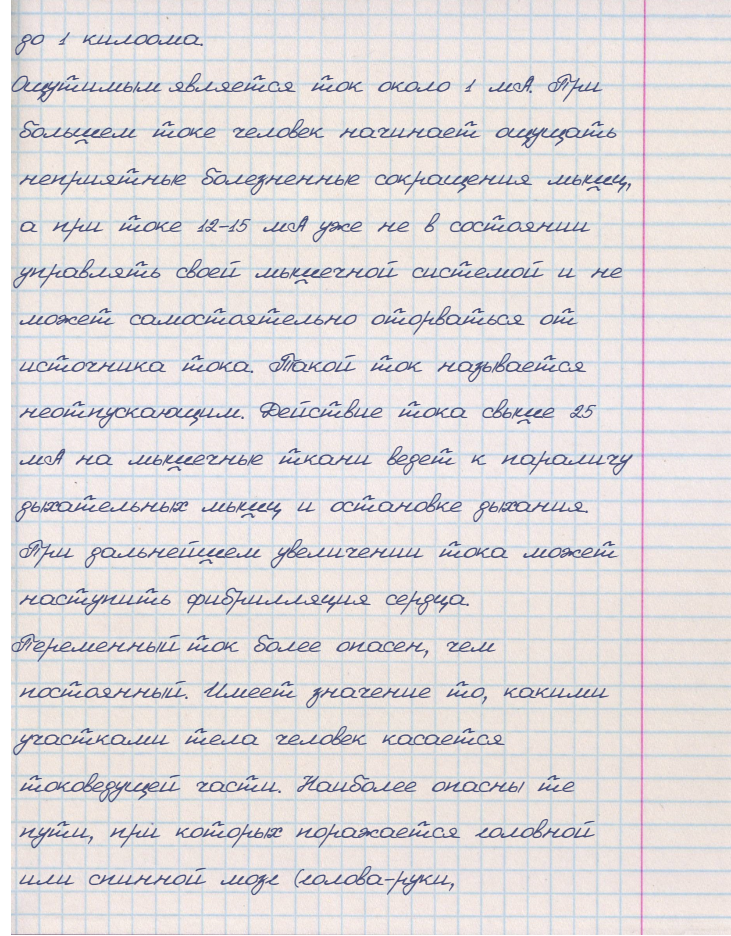 до 1 килоома.
Ощутимым является ток около 1 мА. При
большем токе человек начинает ощущать
неприятные болезненные сокращения мышц,
а при токе 12-15 мА уже не в состоянии
управлять своей мышечной системой и не
может самостоятельно оторваться от
источника тока. Такой ток называется
неотпускающим. Действие тока свыше 25
мА на мышечные ткани ведет к параличу
дыхательных мышц и остановке дыхания.
При дальнейшем увеличении тока может
наступить фибрилляция сердца.
Переменный ток более опасен, чем
постоянный. Имеет значение то, какими
участками тела человек касается
токоведущей части. Наиболее опасны те
пути, при которых поражается головной
или спинной мозг (голова-руки,